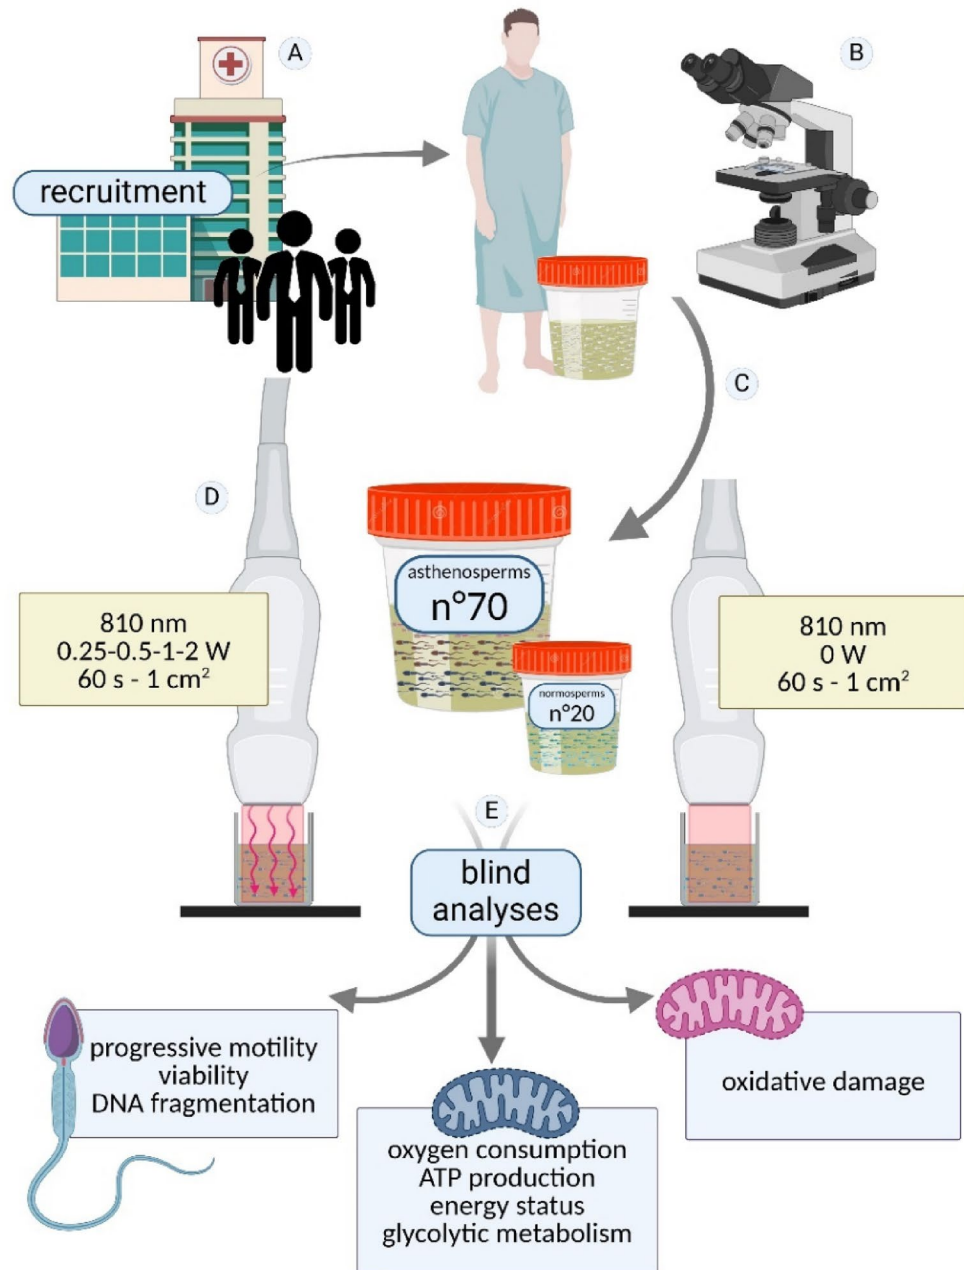 A
B
recruitment
C
D
asthenosperms
n°70
normosperms
n°20
810 nm
0.25-0.5-1-2 W
60 s - 1 cm²
810 nm
0 W
60 s - 1 cm²
E
blind
analyses
progressive motility
viability
DNA fragmentation
oxygen consumption
ATP production
energy status
glycolytic metabolism
oxidative damage